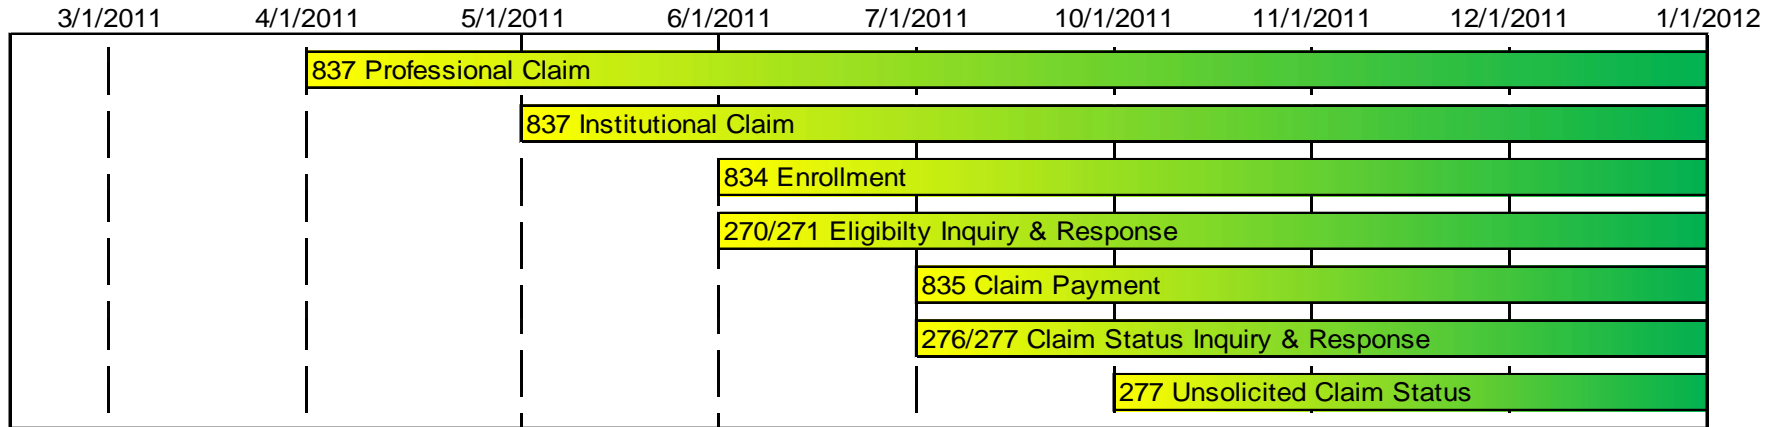 3/1/2011 4/1/2011 5/1/2011 6/1/2011 7/1/2011 10/1/2011 11/1/2011 12/1/2011 1/1/2012
837 Professional Claim
837 Institutional Claim
834 Enrollment
270/271 Eligibilty Inquiry & Response
835 Claim Payment
276/277 Claim Status Inquiry & Response
277 Unsolicited Claim Status